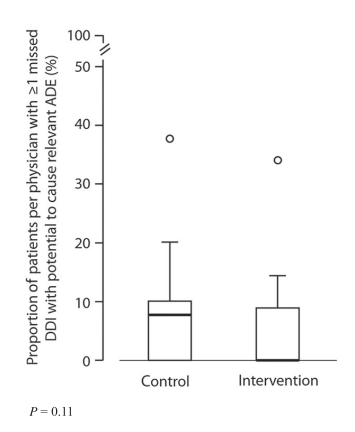 Proportion of patients per physician with ≥1 missed
DDI with potential to cause relevant ADE (%)
100
50
40
30
20
10
0
Control
Intervention
P = 0.11